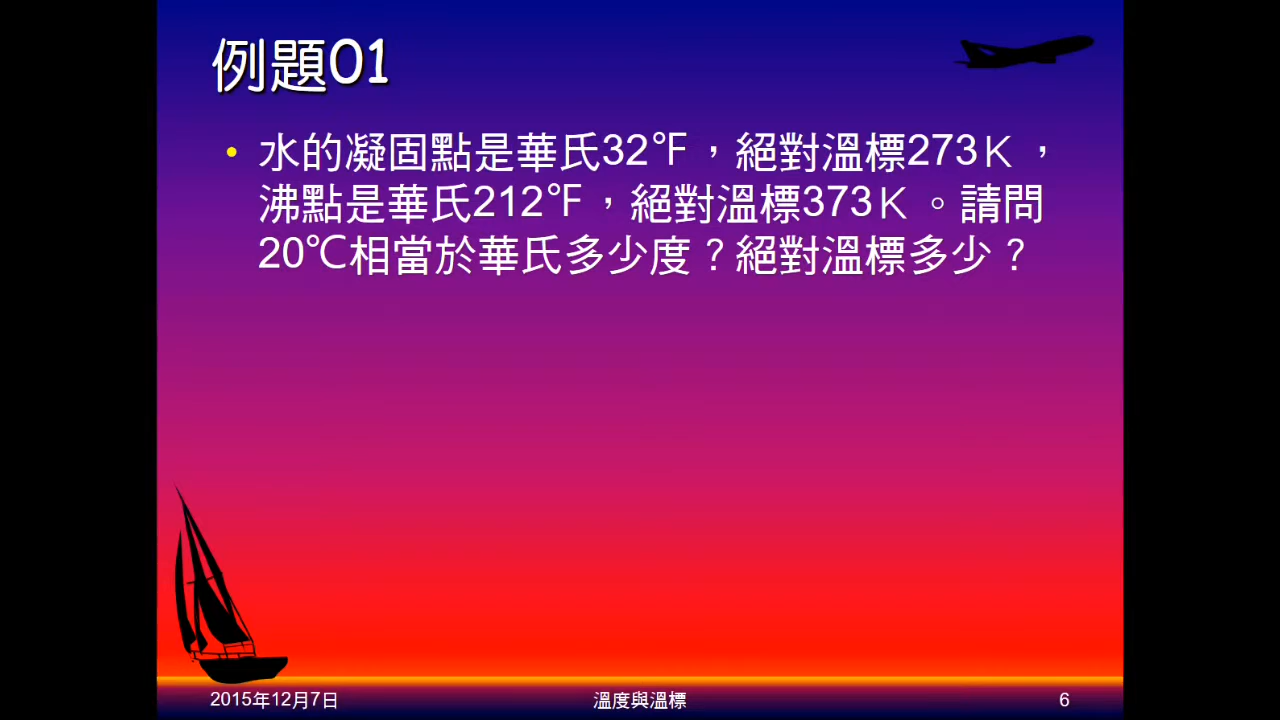 例題01
• 水的凝固點是華氏32℉，絕對溫標273Ｋ，
沸點是華氏212℉，絕對溫標373Ｋ。請問
20℃相當於華氏多少度？絕對溫標多少？
2015年12月7日
溫度與溫標
6